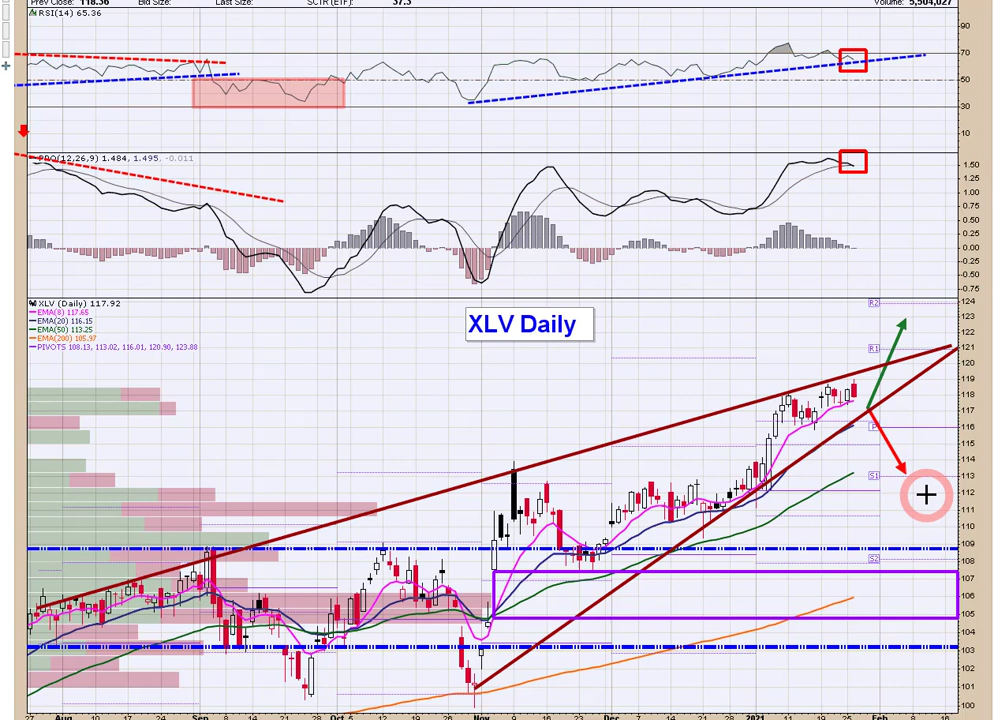 Prev Close: 118.36 Bid Size: Last Size: SCTR (ETF): 37.3 Volume: 5,504,027
RSI(14) 65.36
90
70
50
30
10
PPO(12,26,9) 1.484, 1.495, -0.011
1.50
1.25
1.00
0.75
0.50
0.25
0.00
-0.25
-0.50
-0.75
XLV (Daily) 117.92
EMA(8) 117.65
EMA(20) 116.15
EMA(50) 113.25
EMA(200) 105.97
PIVOTS 108.13, 113.02, 116.01, 120.90, 123.88
XLV Daily
R2
R1
P
S1
S2
124
123
122
121
120
119
118
117
116
115
114
113
112
111
110
109
108
107
106
105
104
103
102
101
100
27 Aug 10 17 24 Sep 14 21 28 Oct 5 12 19 26 Nov 9 16 23 Dec 7 14 21 28 2021 11 19 25 Feb 8 16